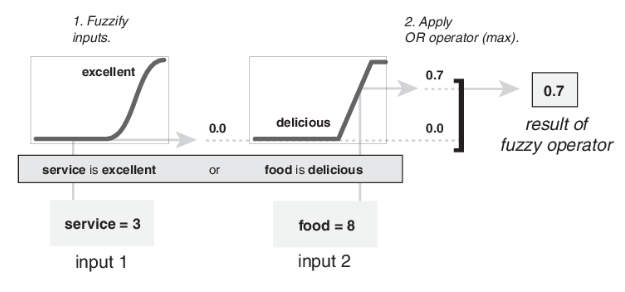 1. Fuzzify
inputs.
2. Apply
OR operator (max).
excellent
0.0
delicious
0.7
0.0
0.7
result of
fuzzy operator
service is excellent or food is delicious
service = 3
food = 8
input 1
input 2